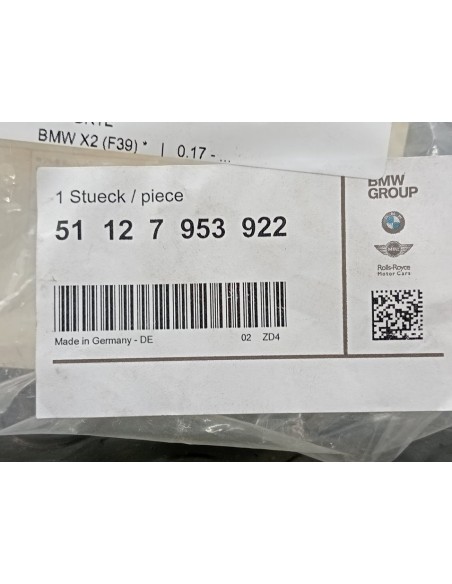 BMW X2 (F39) * | 0.17 - ...
1 Stueck / piece
51 12 7 953 922
Made in Germany - DE 02 ZD4
BMW
GROUP
Rolls-Royce
Motor Cars